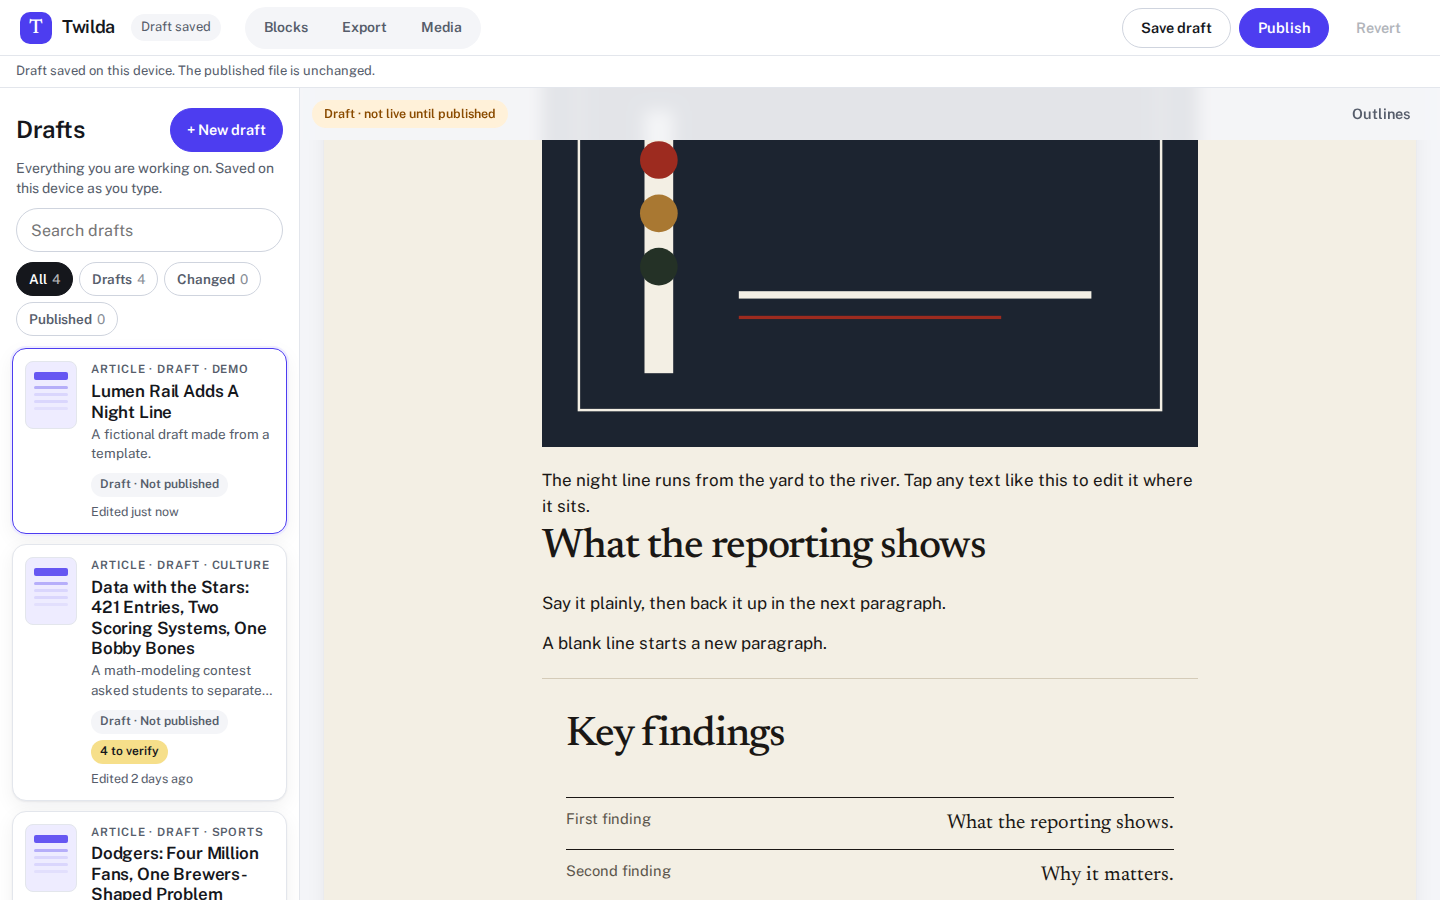 T Twilda Draft saved Blocks Export Media Save draft Publish Revert
Draft saved on this device. The published file is unchanged.
Drafts
+ New draft
Everything you are working on. Saved on
this device as you type.
Search drafts
All 4 Drafts 4 Changed 0
Published 0
ARTICLE · DRAFT · DEMO
Lumen Rail Adds A
Night Line
A fictional draft made from a
template.
Draft · Not published
Edited just now
ARTICLE · DRAFT · CULTURE
Data with the Stars:
421 Entries, Two
Scoring Systems, One
Bobby Bones
A math-modeling contest
asked students to separate…
Draft · Not published
4 to verify
Edited 2 days ago
ARTICLE · DRAFT · SPORTS
Dodgers: Four Million
Fans, One Brewers-
Shaped Problem
Draft · not live until published
Outlines
The night line runs from the yard to the river. Tap any text like this to edit it where
it sits.
What the reporting shows
Say it plainly, then back it up in the next paragraph.
A blank line starts a new paragraph.
Key findings
First finding What the reporting shows.
Second finding Why it matters.